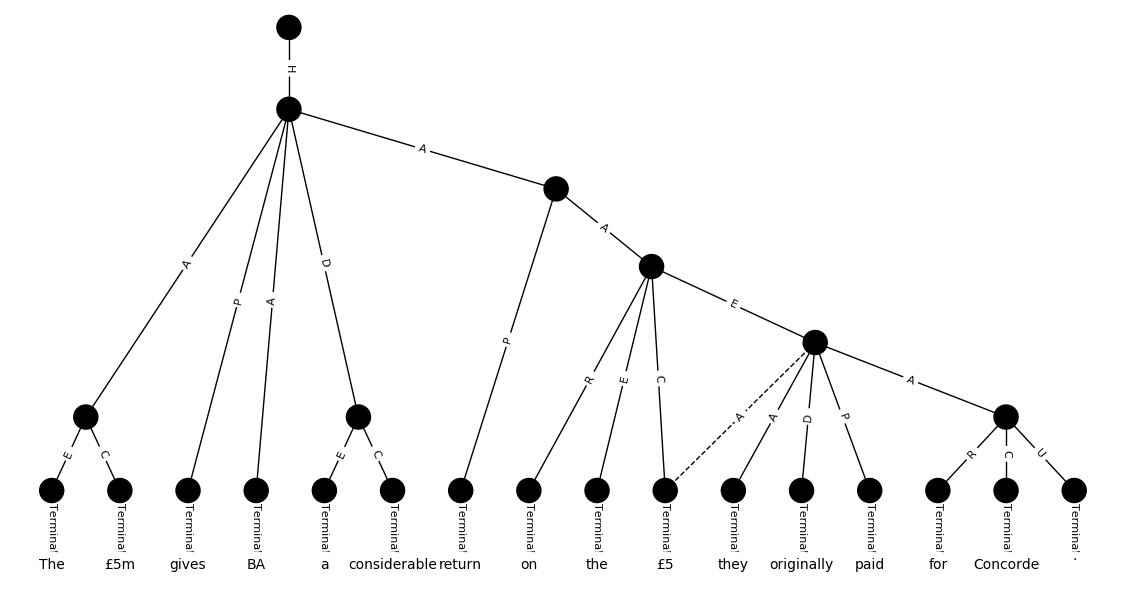 H
A
A
A
E
A
P
A
D
P
R
E
C
A
A
D
P
A
E
C
E
C
R
C
U
Terminal Terminal Terminal Terminal Terminal Terminal Terminal Terminal Terminal Terminal Terminal Terminal Terminal Terminal Terminal Terminal
The £5m gives BA a considerable return on the £5 they originally paid for Concorde .